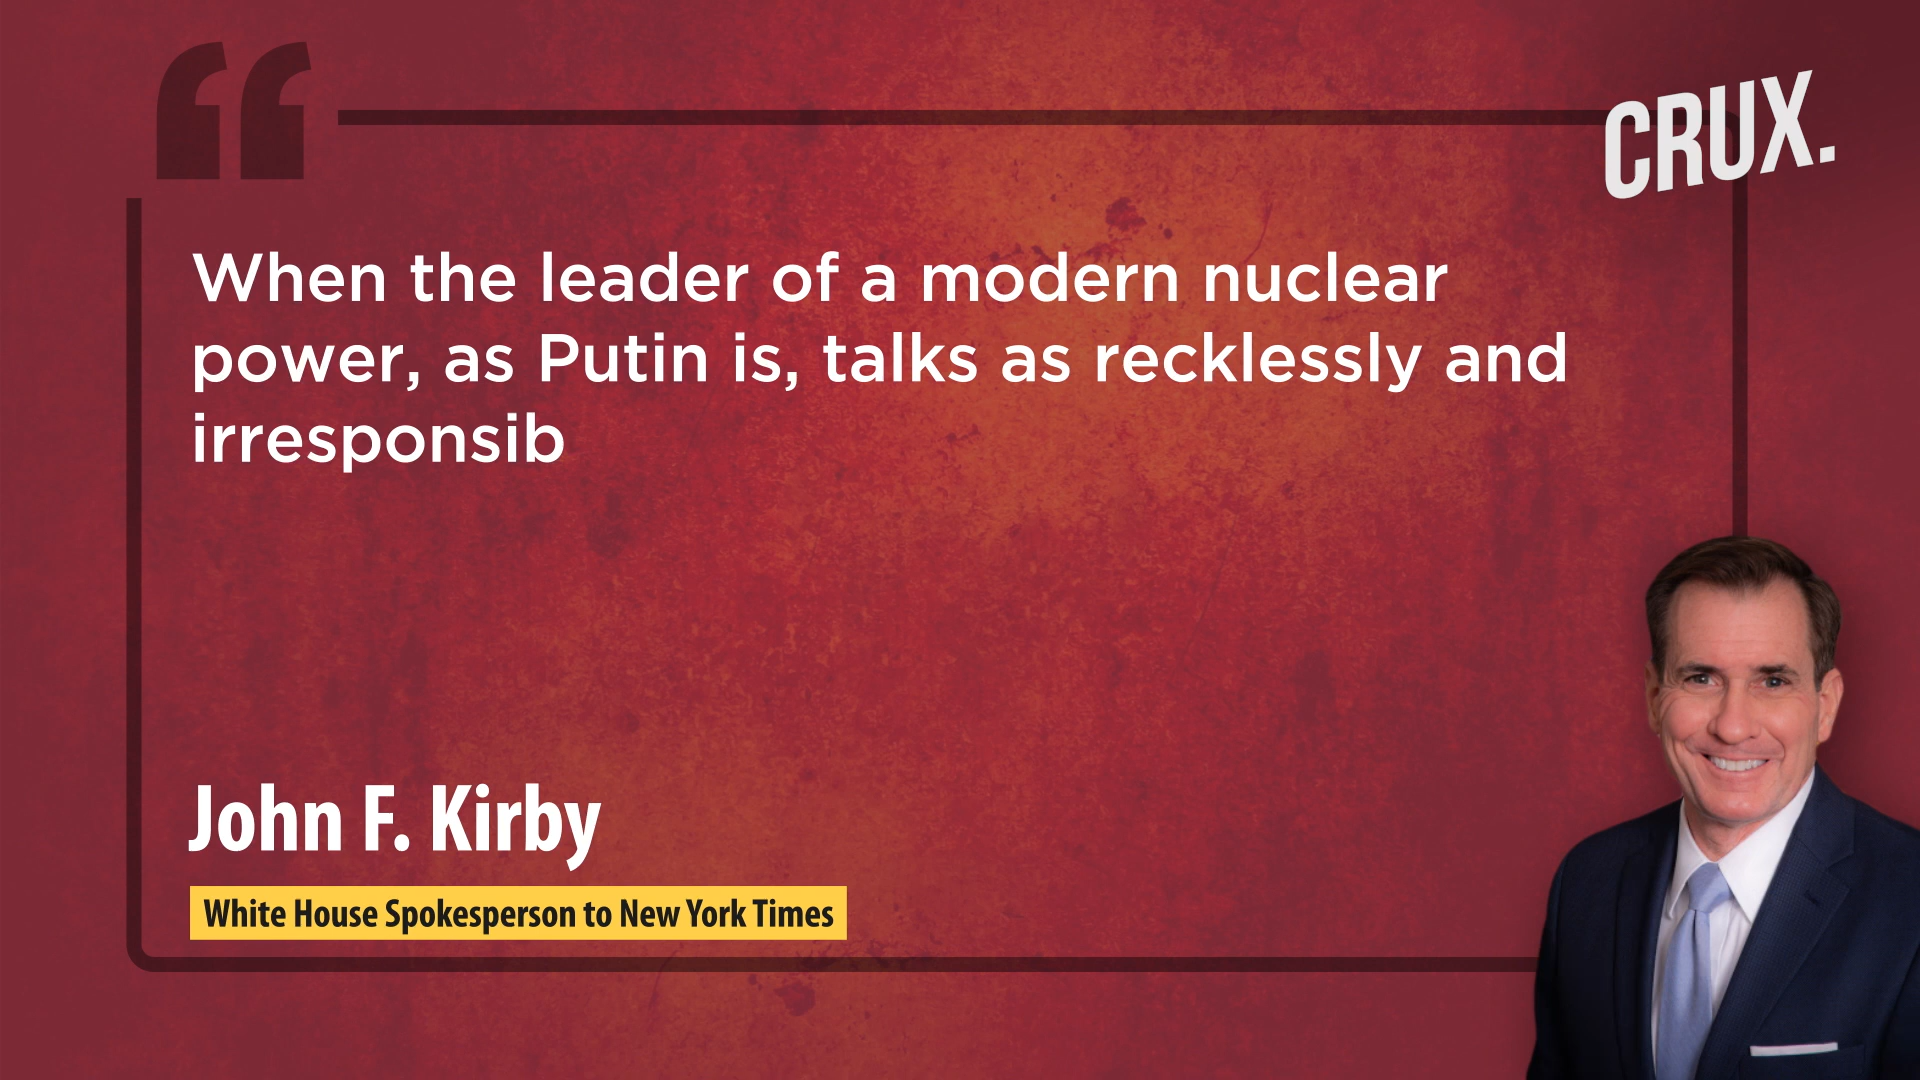 CRUX.
When the leader of a modern nuclear
power, as Putin is, talks as recklessly and
irresponsib
John F. Kirby
White House Spokesperson to New York Times